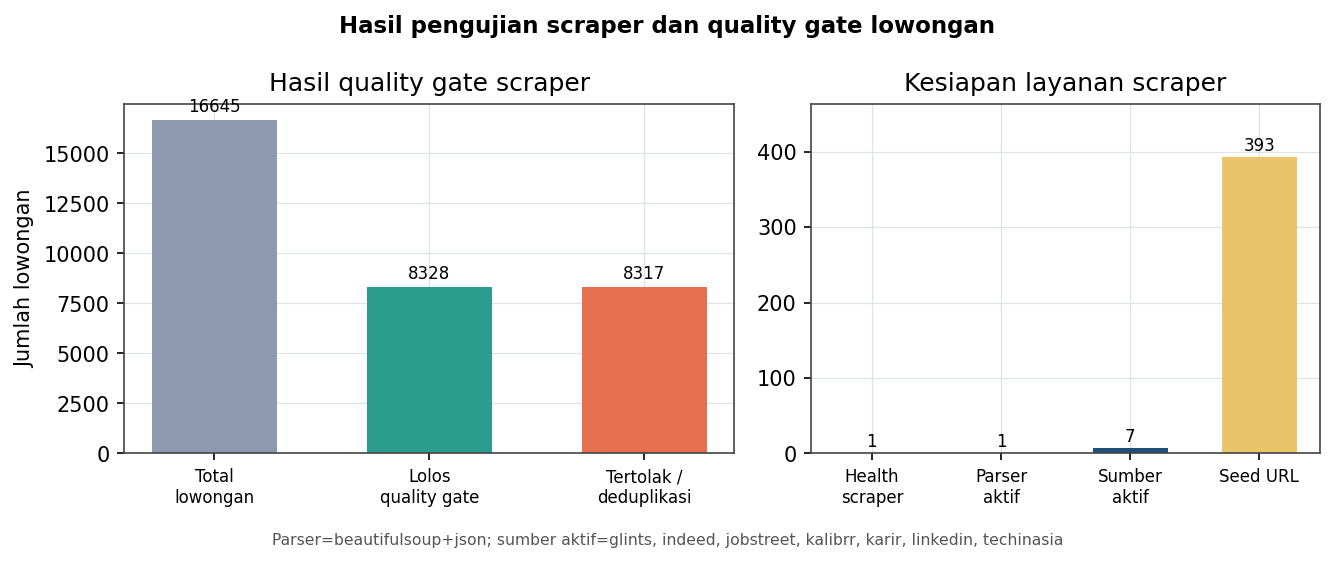 Hasil pengujian scraper dan quality gate lowongan
Hasil quality gate scraper
Jumlah lowongan
15000
12500
10000
7500
5000
2500
0
16645
8328
8317
Total
lowongan
Lolos
quality gate
Tertolak /
deduplikasi
Kesiapan layanan scraper
400
300
200
100
0
1
1
7
393
Health
scraper
Parser
aktif
Sumber
aktif
Seed URL
Parser=beautifulsoup+json; sumber aktif=glints, indeed, jobstreet, kalibrr, karir, linkedin, techinasia